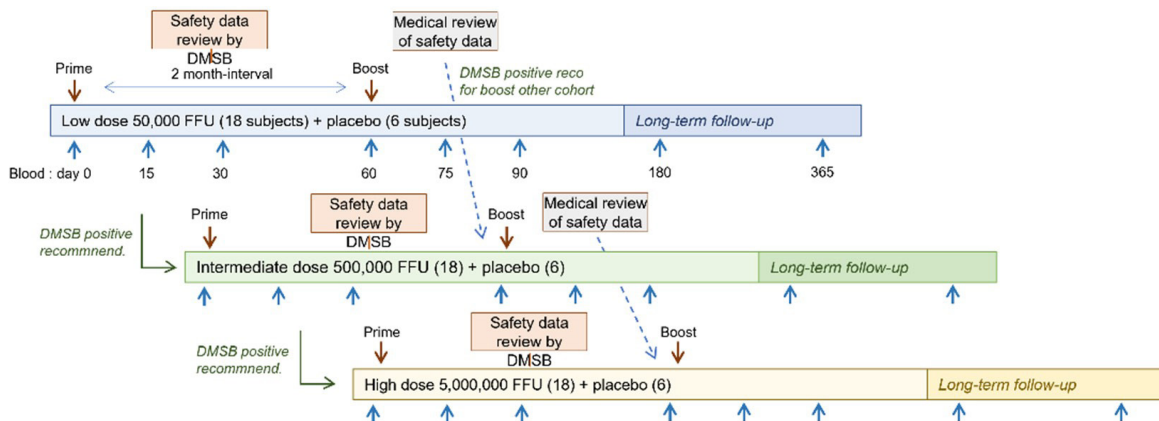 Safety data
review by
DMSB
Medical review
of safety data
Prime
2 month-interval
Boost
DMSB positive reco
for boost other cohort
Low dose 50,000 FFU (18 subjects) + placebo (6 subjects)
Long-term follow-up
Blood : day 0
15
30
60
75
90
180
365
Prime
Safety data
review by
DMSB
Boost
Medical review
of safety data
DMSB positive
recommnend.
Intermediate dose 500,000 FFU (18) + placebo (6)
Long-term follow-up
Prime
Safety data
review by
DMSB
Boost
DMSB positive
recommnend.
High dose 5,000,000 FFU (18) + placebo (6)
Long-term follow-up